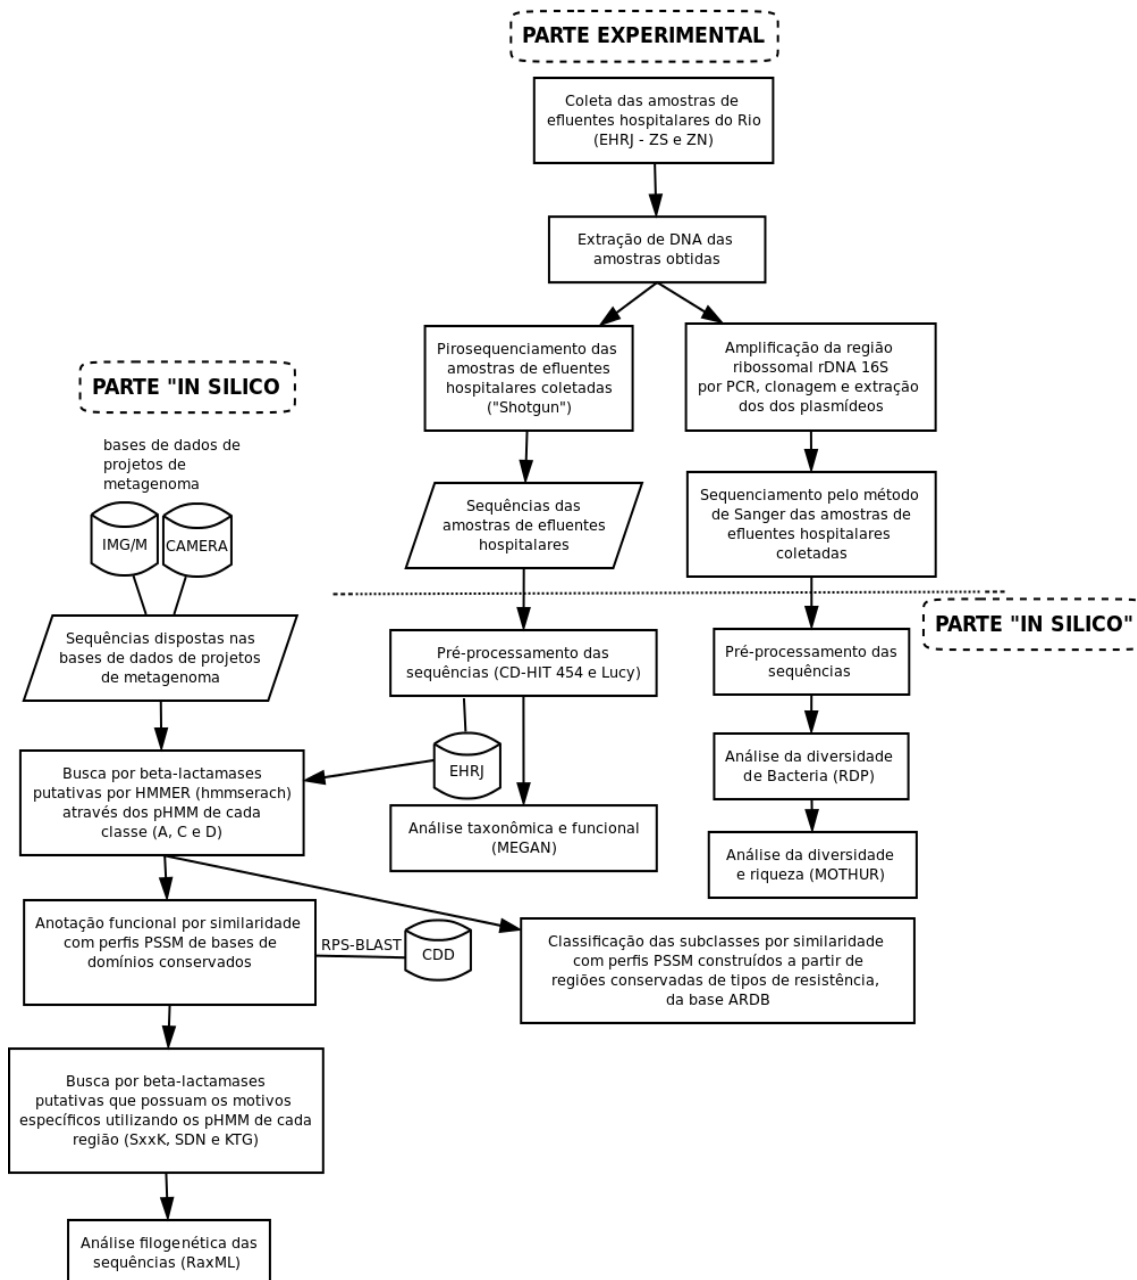 PARTE EXPERIMENTAL
Coleta das amostras de
efluentes hospitalares do Rio
(EHRJ - ZS e ZN)
Extração de DNA das
amostras obtidas
Pirosequenciamento das
amostras de efluentes
hospitalares coletadas
("Shotgun")
Amplificação da região
ribossomal rDNA 16S
por PCR, clonagem e extração
dos dos plasmídeos
PARTE "IN SILICO
bases de dados de
projetos de
metagenoma
IMG/M
CAMERA
Sequências das
amostras de efluentes
hospitalares
Sequenciamento pelo método
de Sanger das amostras de
efluentes hospitalares
coletadas
PARTE "IN SILICO"
Sequências dispostas nas
bases de dados de projetos
de metagenoma
Pré-processamento das
sequências (CD-HIT 454 e Lucy)
Pré-processamento das
sequências
EHRJ
Busca por beta-lactamases
putativas por HMMER (hmmserach)
através dos pHMM de cada
classe (A, C e D)
Análise taxonômica e funcional
(MEGAN)
Análise da diversidade
de Bacteria (RDP)
Análise da diversidade
e riqueza (MOTHUR)
Anotação funcional por similaridade
com perfis PSSM de bases de
domínios conservados
RPS-BLAST
CDD
Classificação das subclasses por similaridade
com perfis PSSM construídos a partir de
regiões conservadas de tipos de resistência,
da base ARDB
Busca por beta-lactamases
putativas que possuam os motivos
específicos utilizando os pHMM de cada
região (SxxK, SDN e KTG)
Análise filogenética das
sequências (RaxML)